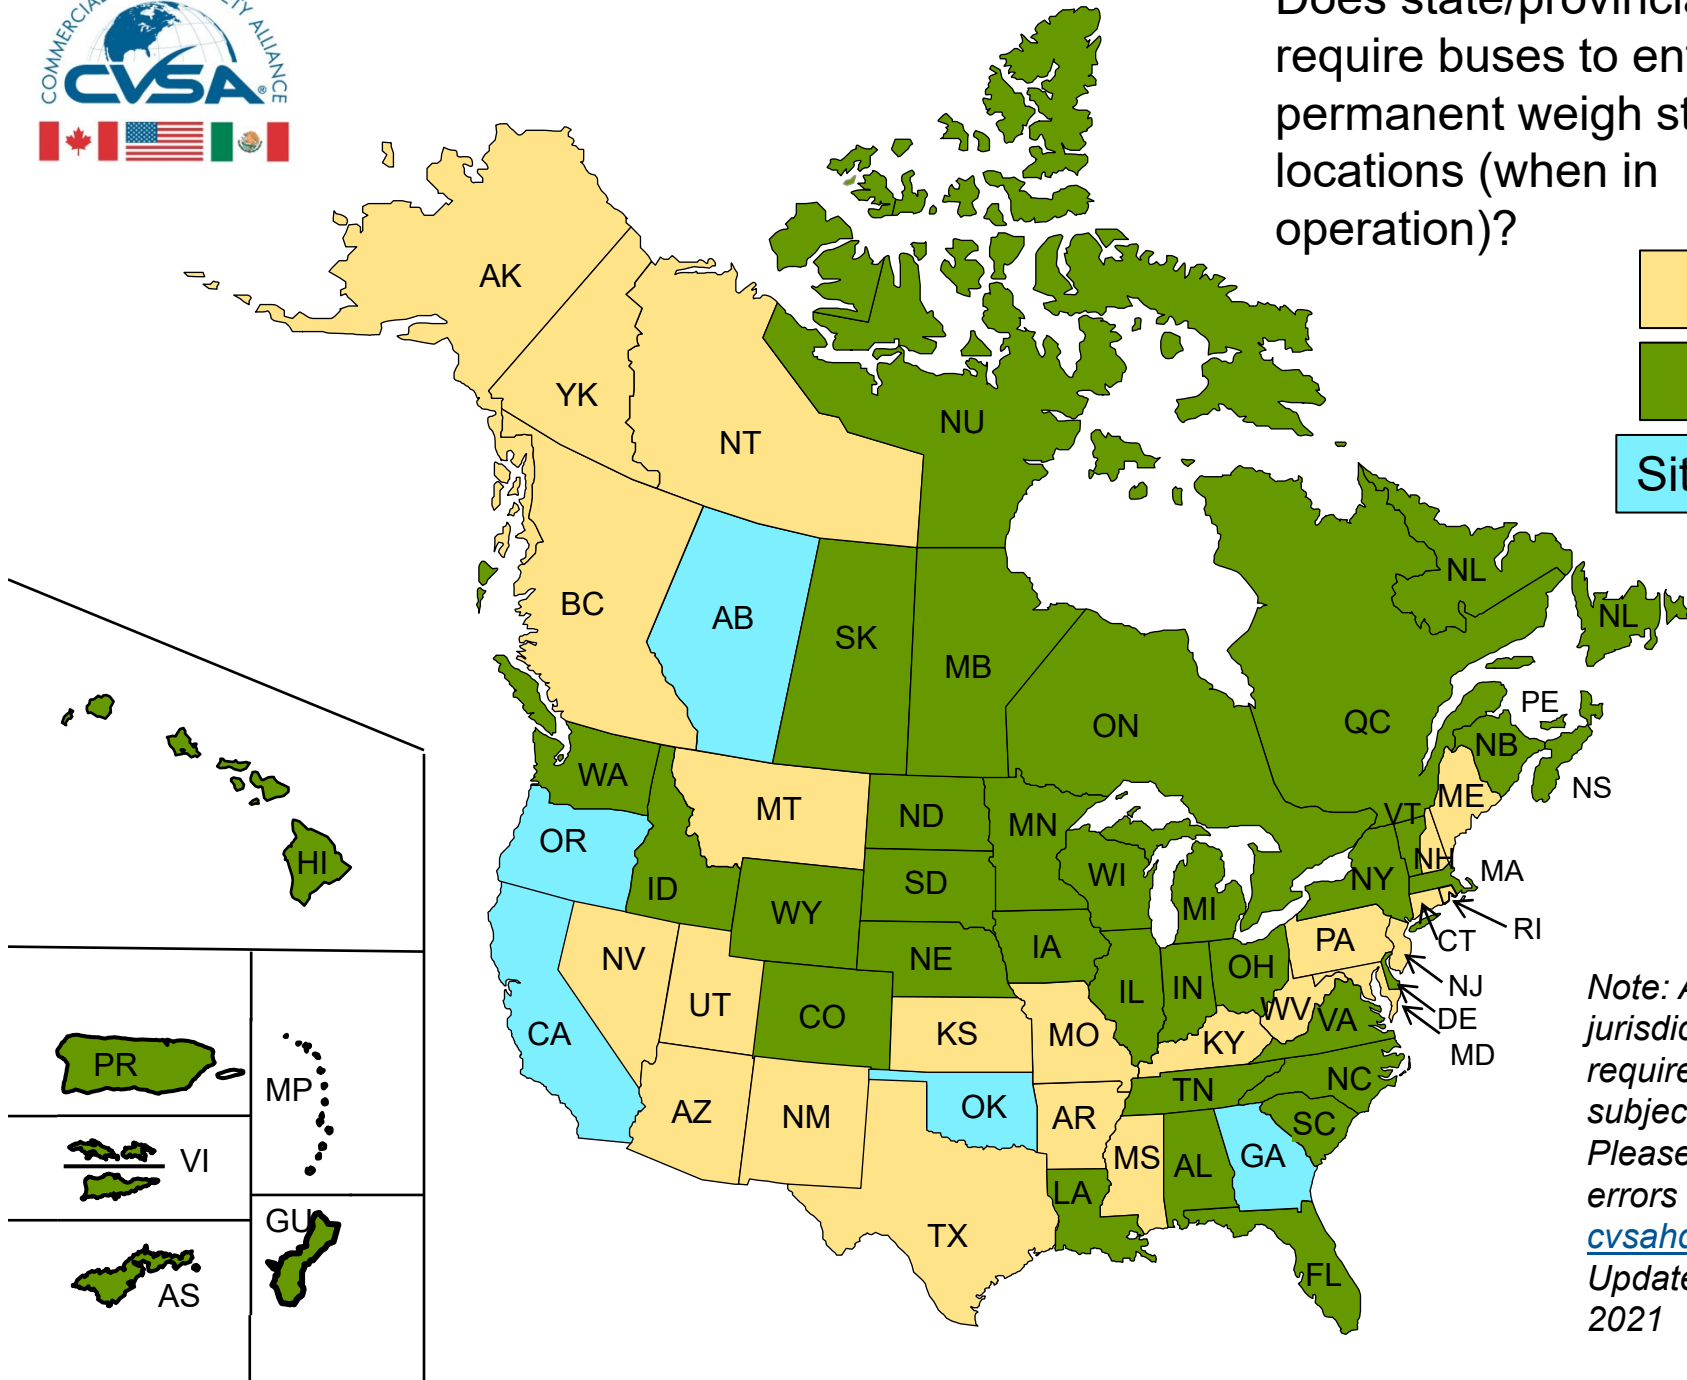 COMMERCIAL
ALLIANCE
CVSA®
Does state/provincia
require buses to en
permanent weigh st
locations (when in
operation)?
AK
YK
NT
NU
Sit
BC
AB
SK
MB
ON
QC
NL
NL
PE
NB
NS
WA
MT
ND
MN
VT
ME
OR
ID
WY
SD
WI
MI
NY
NH
MA
HI
NV
UT
CO
NE
IA
IL
IN
OH
PA
CT
RI
NJ
DE
MD
CA
KS
MO
KY
WV
VA
AZ
NM
OK
AR
TN
NC
SC
MS
AL
GA
LA
TX
FL
PR
MP
VI
GU
AS
Note: A
jurisdic
require
subjec
Please
errors
cvsahq
Update
2021